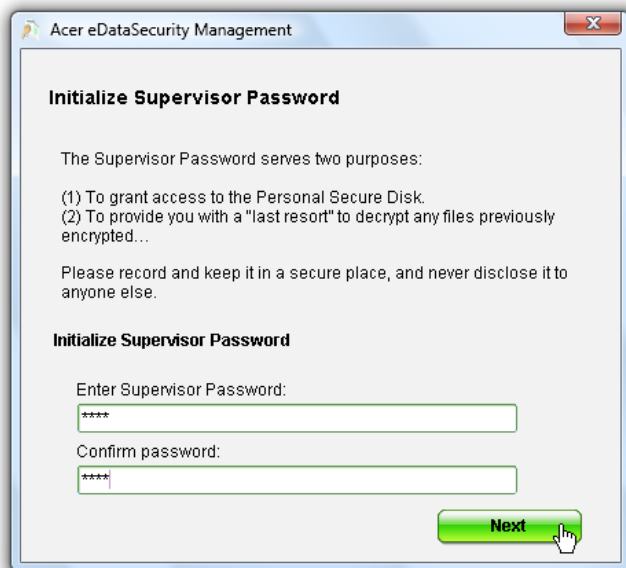 Acer eDataSecurity Management
Initialize Supervisor Password
The Supervisor Password serves two purposes:
(1) To grant access to the Personal Secure Disk.
(2) To provide you with a "last resort" to decrypt any files previously
encrypted...
Please record and keep it in a secure place, and never disclose it to
anyone else.
Initialize Supervisor Password
Enter Supervisor Password:
****
Confirm password:
****
Next